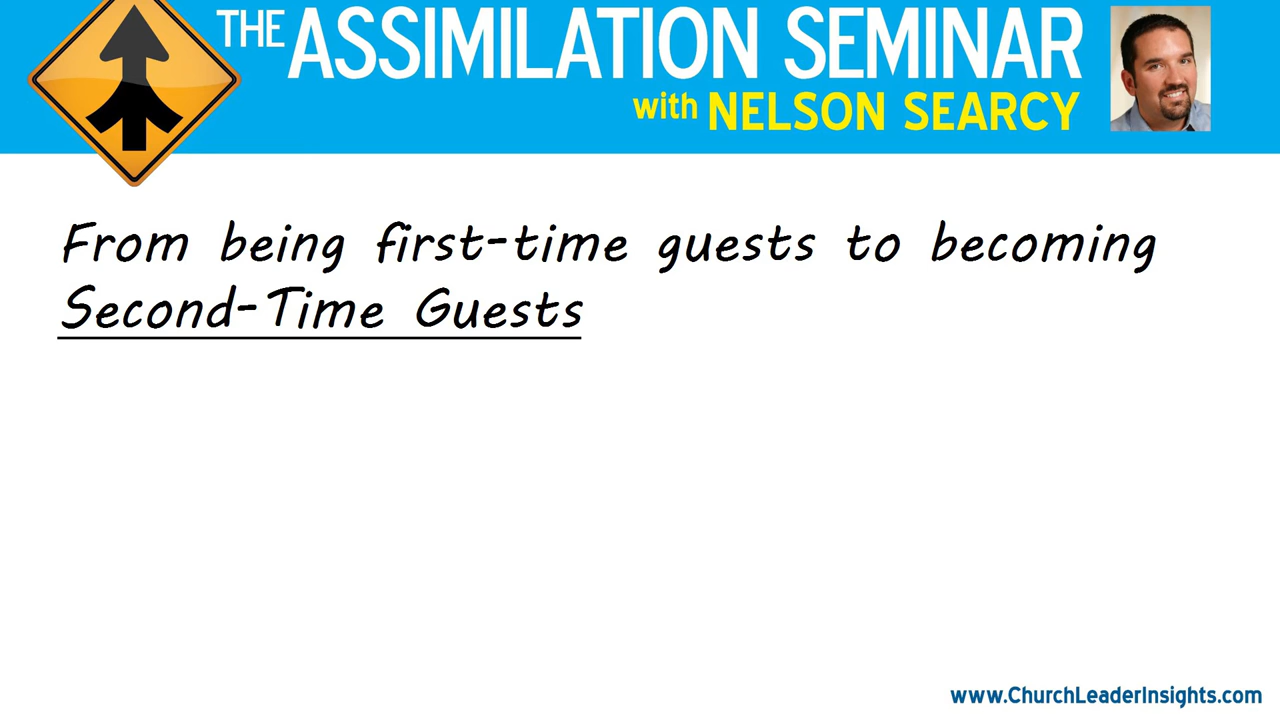 THE ASSIMILATION SEMINAR
with NELSON SEARCY
From being first-time guests to becoming
Second-Time Guests
www.ChurchLeaderInsights.com